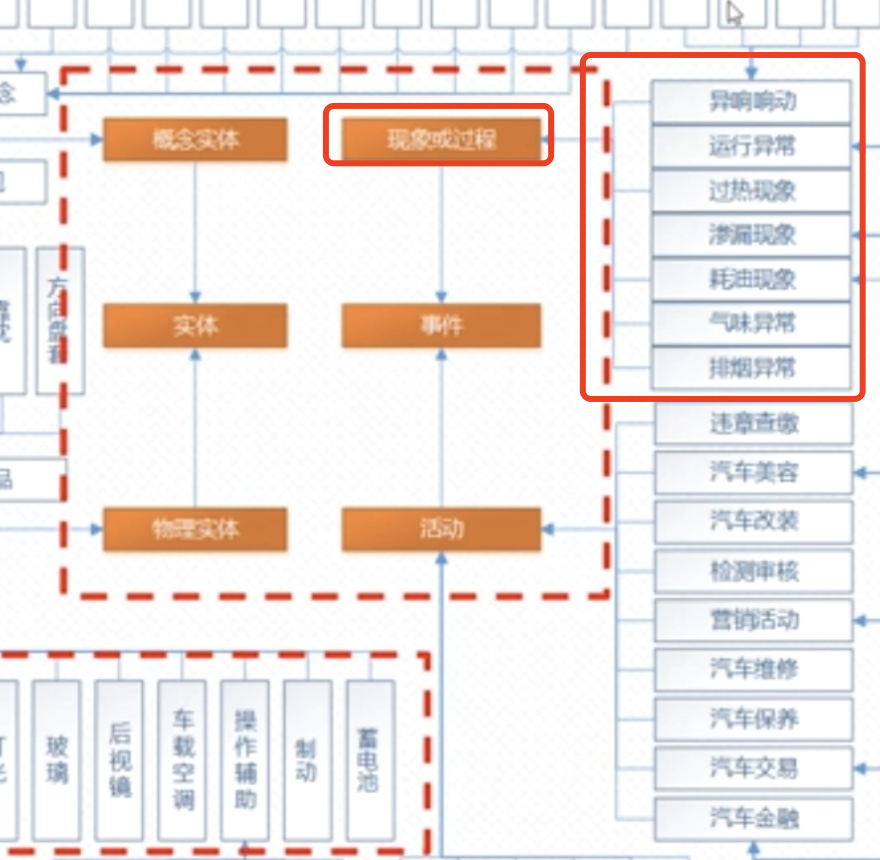 念
概念实体
现象或过程
异响响动
运行异常
过热现象
渗漏现象
耗油现象
气味异常
排烟异常
方向盘套
实体
事件
违章查缴
汽车美容
汽车改装
检测审核
营销活动
汽车维修
汽车保养
汽车交易
汽车金融
品
物理实体
活动
玻璃
后视镜
车载空调
操作辅助
制动
蓄电池